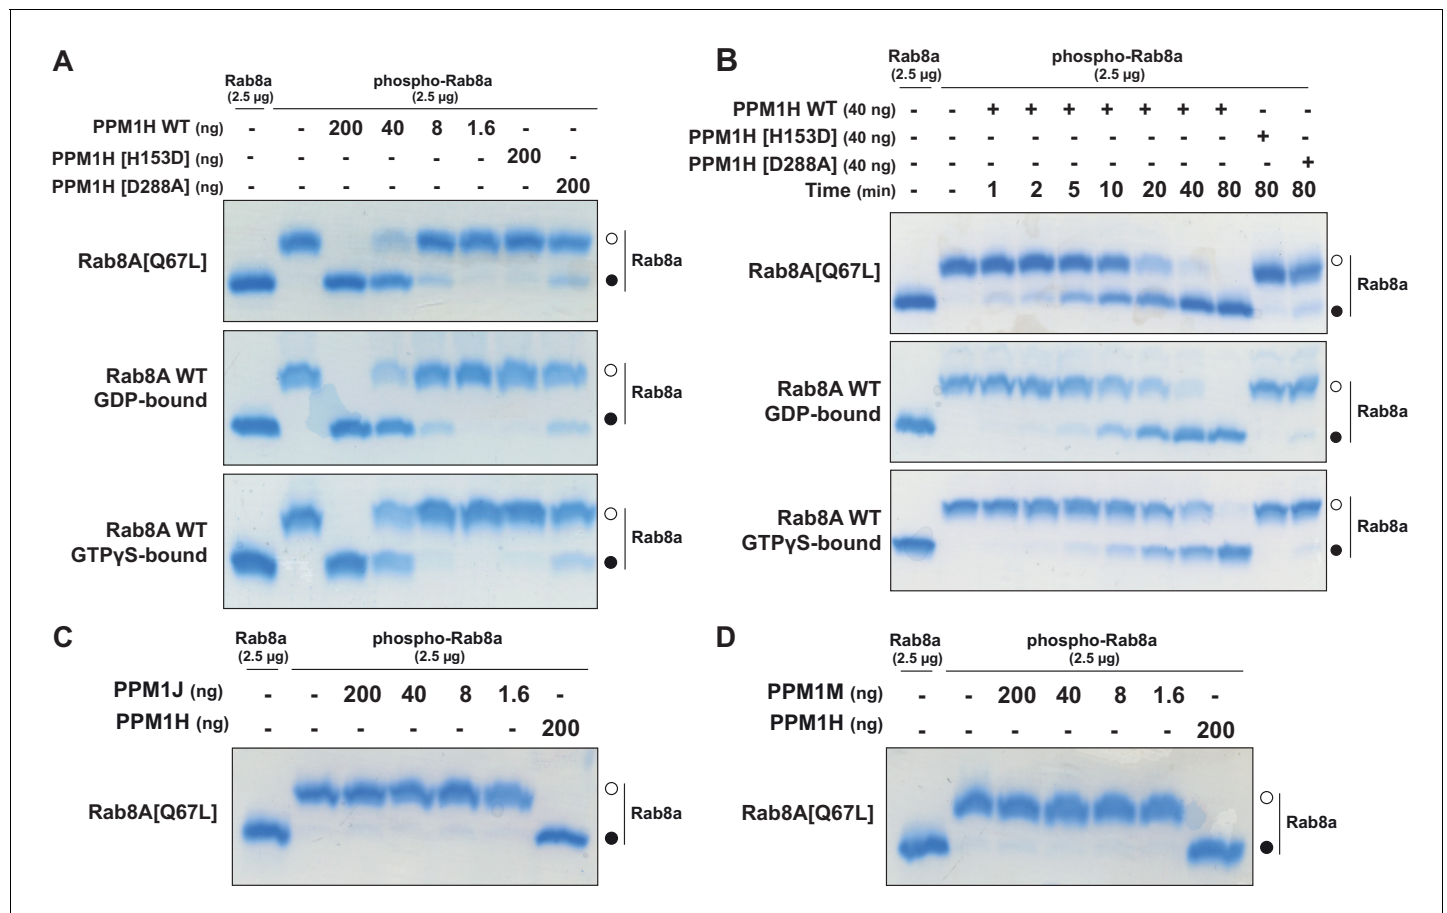 A
Rab8a
(2.5 µg)
phospho-Rab8a
(2.5 µg)
PPM1H WT (ng) - - 200 40 8 1.6 - -
PPM1H [H153D] (ng) - - - - - - 200 -
PPM1H [D288A] (ng) - - - - - - - 200
Rab8A[Q67L]
Rab8a
Rab8A WT
GDP-bound
Rab8a
Rab8A WT
GTPγS-bound
Rab8a
B
Rab8a
(2.5 µg)
phospho-Rab8a
(2.5 µg)
PPM1H WT (40 ng) - - + + + + + + + - -
PPM1H [H153D] (40 ng) - - - - - - - - - + -
PPM1H [D288A] (40 ng) - - - - - - - - - - +
Time (min) - - 1 2 5 10 20 40 80 80 80
Rab8A[Q67L]
Rab8a
Rab8A WT
GDP-bound
Rab8a
Rab8A WT
GTPγS-bound
Rab8a
C
Rab8a
(2.5 µg)
phospho-Rab8a
(2.5 µg)
PPM1J (ng) - - 200 40 8 1.6 -
PPM1H (ng) - - - - - - 200
Rab8A[Q67L]
Rab8a
D
Rab8a
(2.5 µg)
phospho-Rab8a
(2.5 µg)
PPM1M (ng) - - 200 40 8 1.6 -
PPM1H (ng) - - - - - - 200
Rab8A[Q67L]
Rab8a